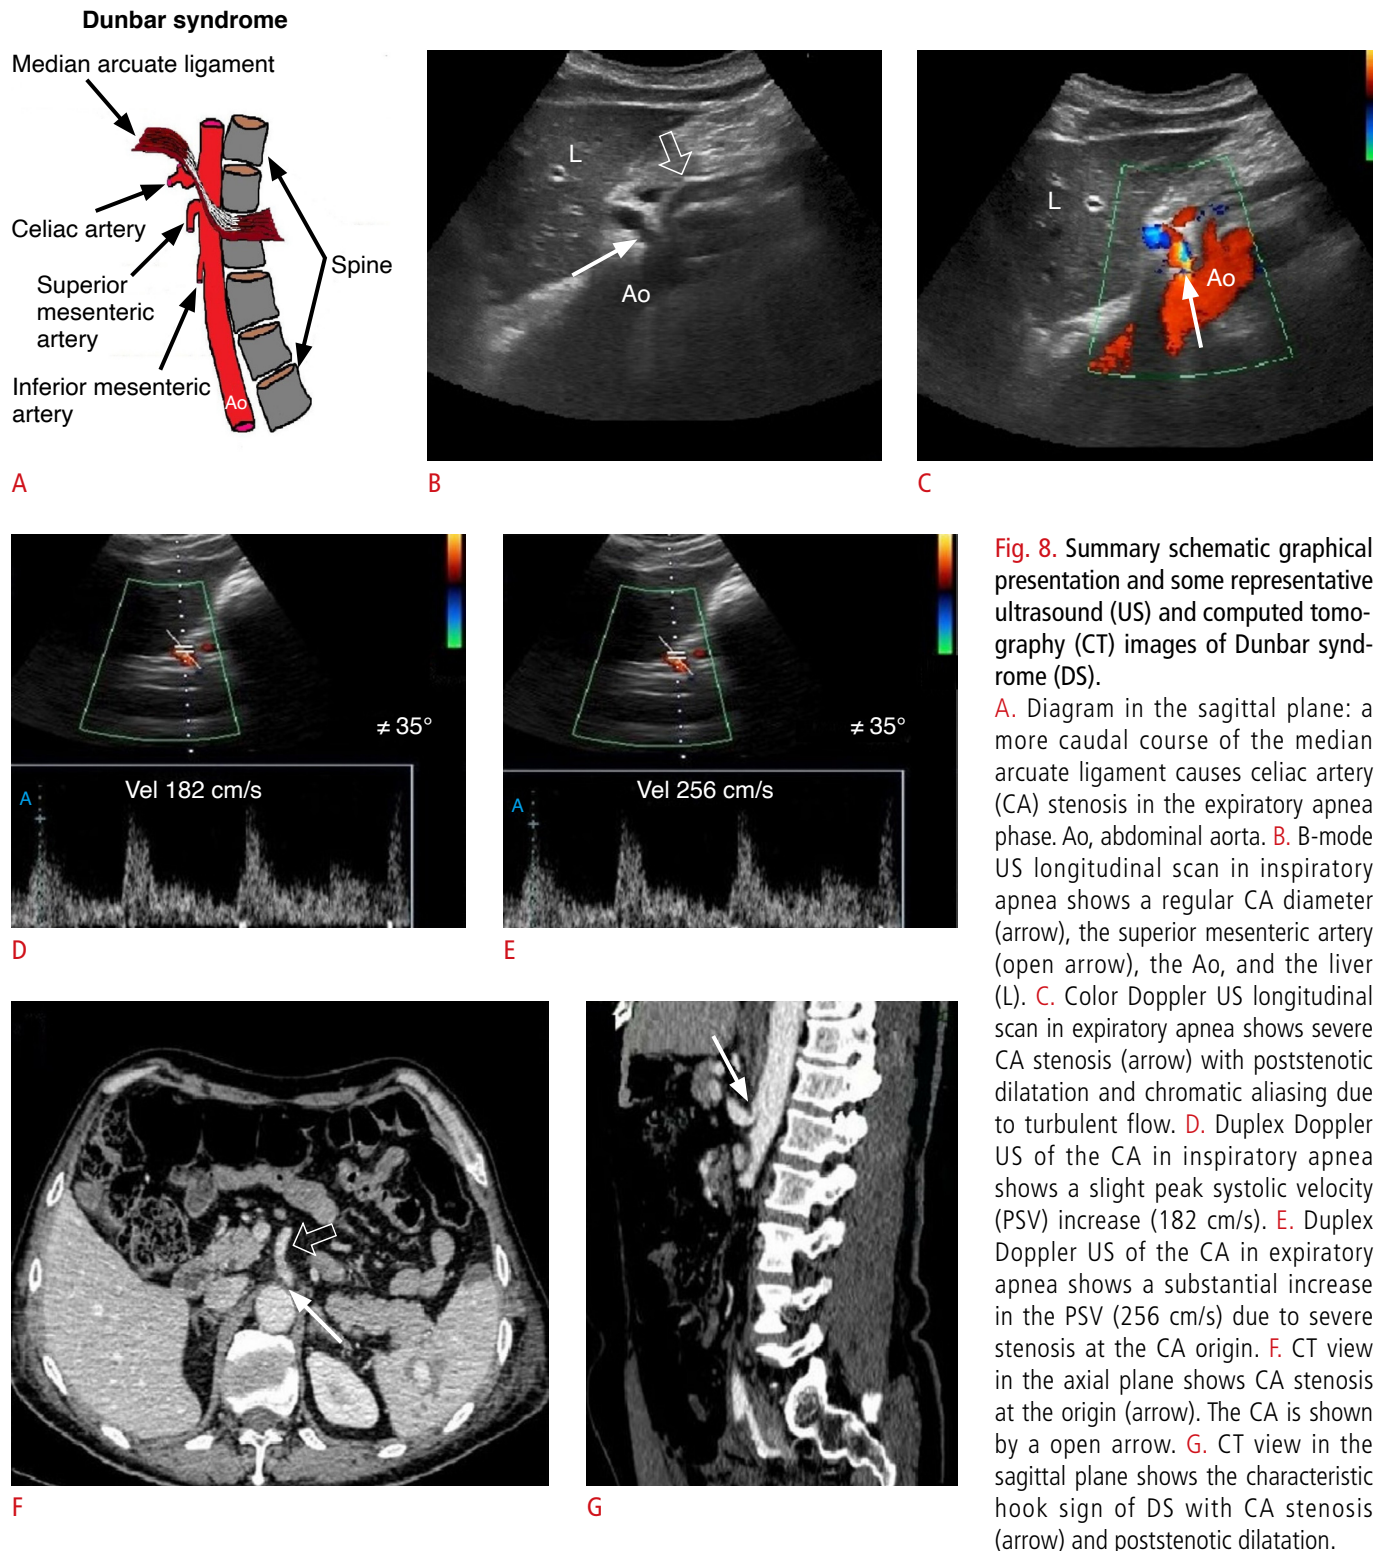 Dunbar syndrome
Median arcuate ligament
Celiac artery
Superior
mesenteric
artery
Inferior mesenteric
artery
Spine
Ao
A
L
Ao
B
L
Ao
C
≠ 35°
Vel 182 cm/s
A
D
≠ 35°
Vel 256 cm/s
A
E
F
G
Fig. 8. Summary schematic graphical
presentation and some representative
ultrasound (US) and computed tomo-
graphy (CT) images of Dunbar synd-
rome (DS).
A. Diagram in the sagittal plane: a
more caudal course of the median
arcuate ligament causes celiac artery
(CA) stenosis in the expiratory apnea
phase. Ao, abdominal aorta. B. B-mode
US longitudinal scan in inspiratory
apnea shows a regular CA diameter
(arrow), the superior mesenteric artery
(open arrow), the Ao, and the liver
(L). C. Color Doppler US longitudinal
scan in expiratory apnea shows severe
CA stenosis (arrow) with poststenotic
dilatation and chromatic aliasing due
to turbulent flow. D. Duplex Doppler
US of the CA in inspiratory apnea
shows a slight peak systolic velocity
(PSV) increase (182 cm/s). E. Duplex
Doppler US of the CA in expiratory
apnea shows a substantial increase
in the PSV (256 cm/s) due to severe
stenosis at the CA origin. F. CT view
in the axial plane shows CA stenosis
at the origin (arrow). The CA is shown
by a open arrow. G. CT view in the
sagittal plane shows the characteristic
hook sign of DS with CA stenosis
(arrow) and poststenotic dilatation.